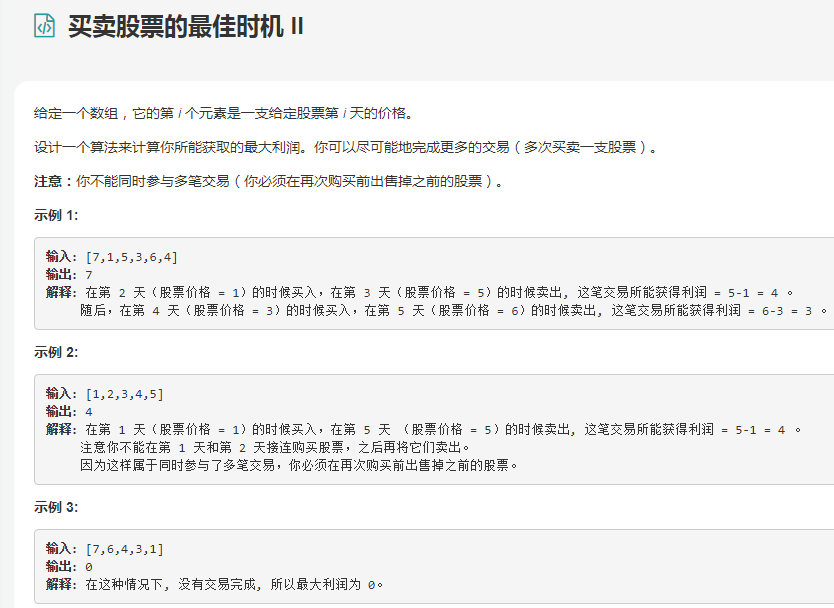 买卖股票的最佳时机 II
给定一个数组，它的第 i 个元素是一支给定股票第 i 天的价格。
设计一个算法来计算你所能获取的最大利润。你可以尽可能地完成更多的交易（多次买卖一支股票）。
注意：你不能同时参与多笔交易（你必须在再次购买前出售掉之前的股票）。
示例 1:
输入: [7,1,5,3,6,4]
输出: 7
解释: 在第 2 天（股票价格 = 1）的时候买入，在第 3 天（股票价格 = 5）的时候卖出, 这笔交易所能获得利润 = 5-1 = 4 。
随后，在第 4 天（股票价格 = 3）的时候买入，在第 5 天（股票价格 = 6）的时候卖出, 这笔交易所能获得利润 = 6-3 = 3 。
示例 2:
输入: [1,2,3,4,5]
输出: 4
解释: 在第 1 天（股票价格 = 1）的时候买入，在第 5 天 （股票价格 = 5）的时候卖出, 这笔交易所能获得利润 = 5-1 = 4 。
注意你不能在第 1 天和第 2 天接连购买股票，之后再将它们卖出。
因为这样属于同时参与了多笔交易，你必须在再次购买前出售掉之前的股票。
示例 3:
输入: [7,6,4,3,1]
输出: 0
解释: 在这种情况下, 没有交易完成, 所以最大利润为 0。